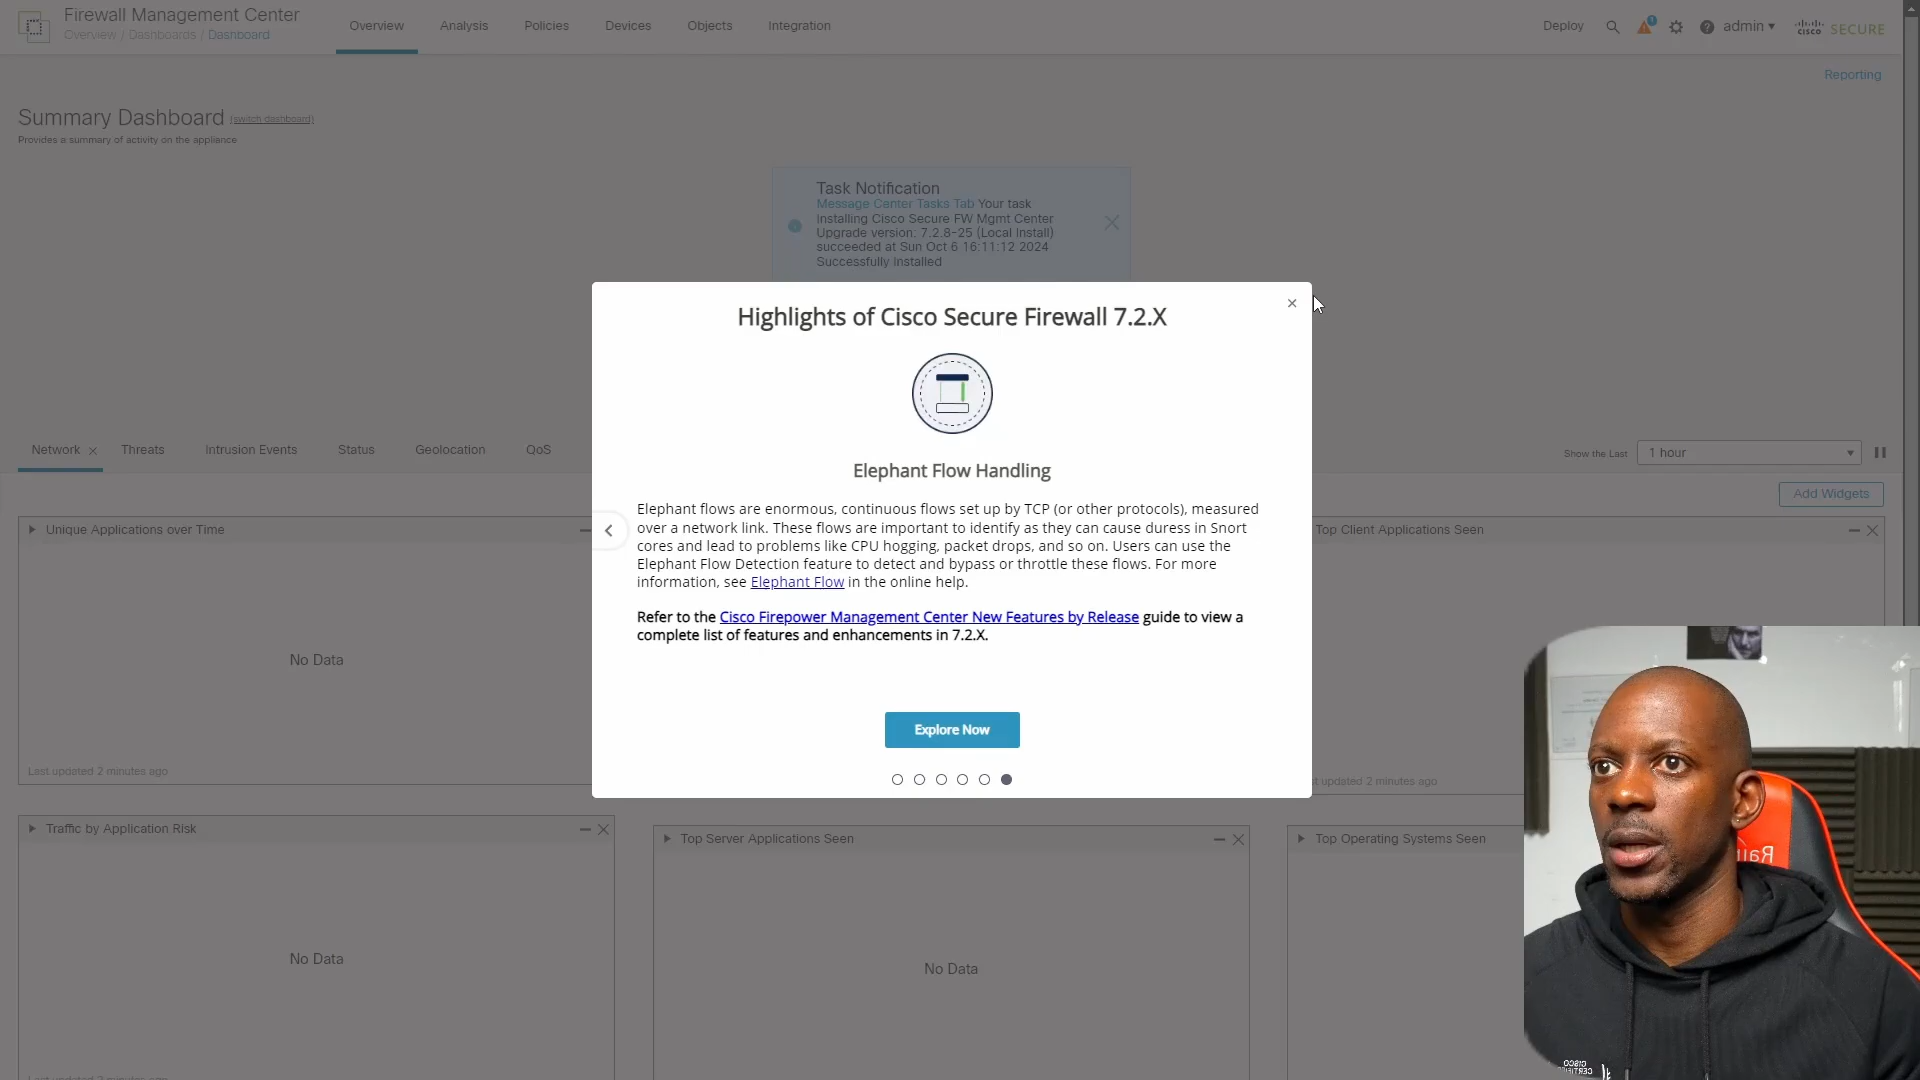 Firewall Management Center
Overview / Dashboards / Dashboard
Overview
Analysis
Policies
Devices
Objects
Integration
Deploy
1
?
admin
cisco SECURE
Reporting
Summary Dashboard (switch dashboard)
Provides a summary of activity on the appliance
Task Notification
Message Center Tasks Tab Your task
Installing Cisco Secure FW Mgmt Center
Upgrade version: 7.2.8-25 (Local Install)
succeeded at Sun Oct 6 16:11:12 2024
Successfully Installed
Highlights of Cisco Secure Firewall 7.2.X
Elephant Flow Handling
Elephant flows are enormous, continuous flows set up by TCP (or other protocols), measured
over a network link. These flows are important to identify as they can cause duress in Snort
cores and lead to problems like CPU hogging, packet drops, and so on. Users can use the
Elephant Flow Detection feature to detect and bypass or throttle these flows. For more
information, see Elephant Flow in the online help.
Refer to the Cisco Firepower Management Center New Features by Release guide to view a
complete list of features and enhancements in 7.2.X.
Explore Now
Network
Threats
Intrusion Events
Status
Geolocation
QoS
Show the Last
1 hour
Add Widgets
Unique Applications over Time
No Data
Last updated 2 minutes ago
Top Client Applications Seen
updated 2 minutes ago
Traffic by Application Risk
No Data
Top Server Applications Seen
No Data
Top Operating Systems Seen
CISCO
CERTIFIED